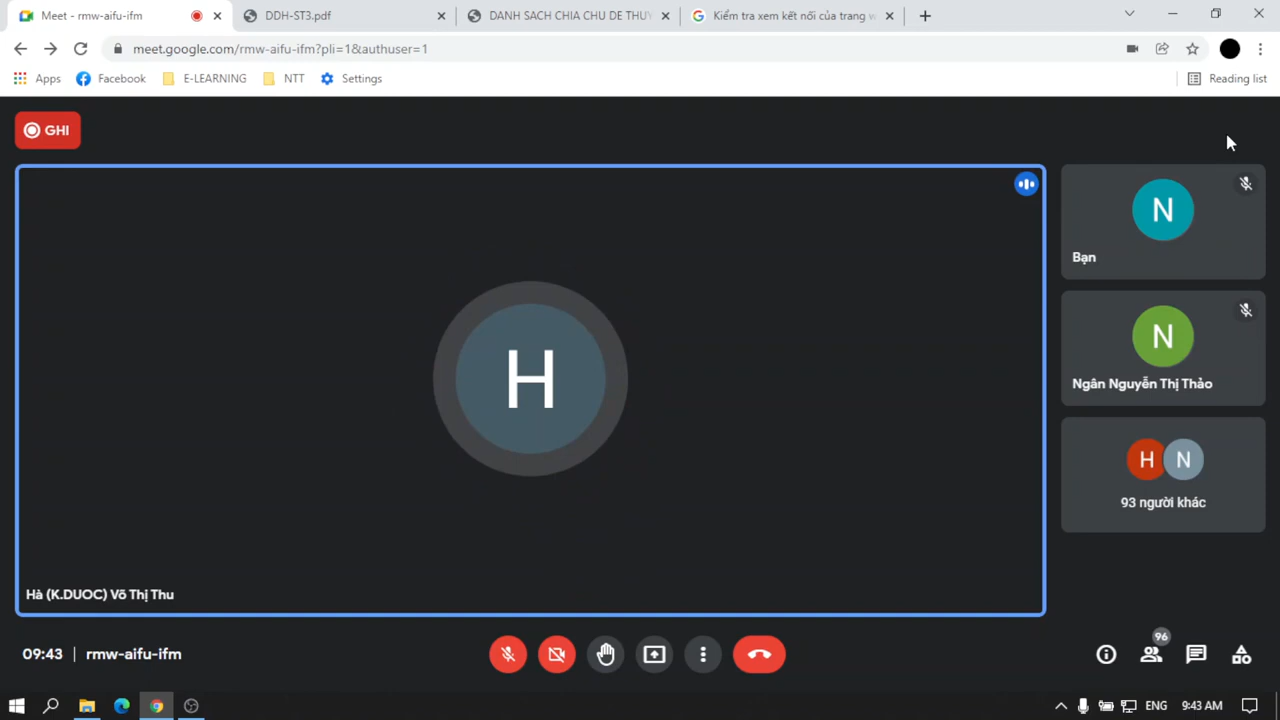 Meet - rmw-aifu-ifm
DDH-ST3.pdf
DANH SACH CHIA CHU DE THUY
Kiểm tra xem kết nối của trang w
meet.google.com/rmw-aifu-ifm?pli=1&authuser=1
Apps
Facebook
E-LEARNING
NTT
Settings
Reading list
GHI
N
Bạn
N
Ngân Nguyễn Thị Thảo
H
H N
93 người khác
Hà (K.DUOC) Võ Thị Thu
09:43 | rmw-aifu-ifm
96
ENG
9:43 AM